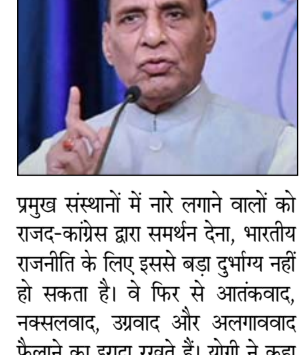 प्रमुख संस्थानों में नारे लगाने वालों को
राजद-कांग्रेस द्वारा समर्थन देना, भारतीय
राजनीति के लिए इससे बड़ा दुर्भाग्य नहीं
हो सकता है। वे फिर से आतंकवाद,
नक्सलवाद, उग्रवाद और अलगाववाद
फैलाने का इरादा रखते हैं। योगी ने कहा